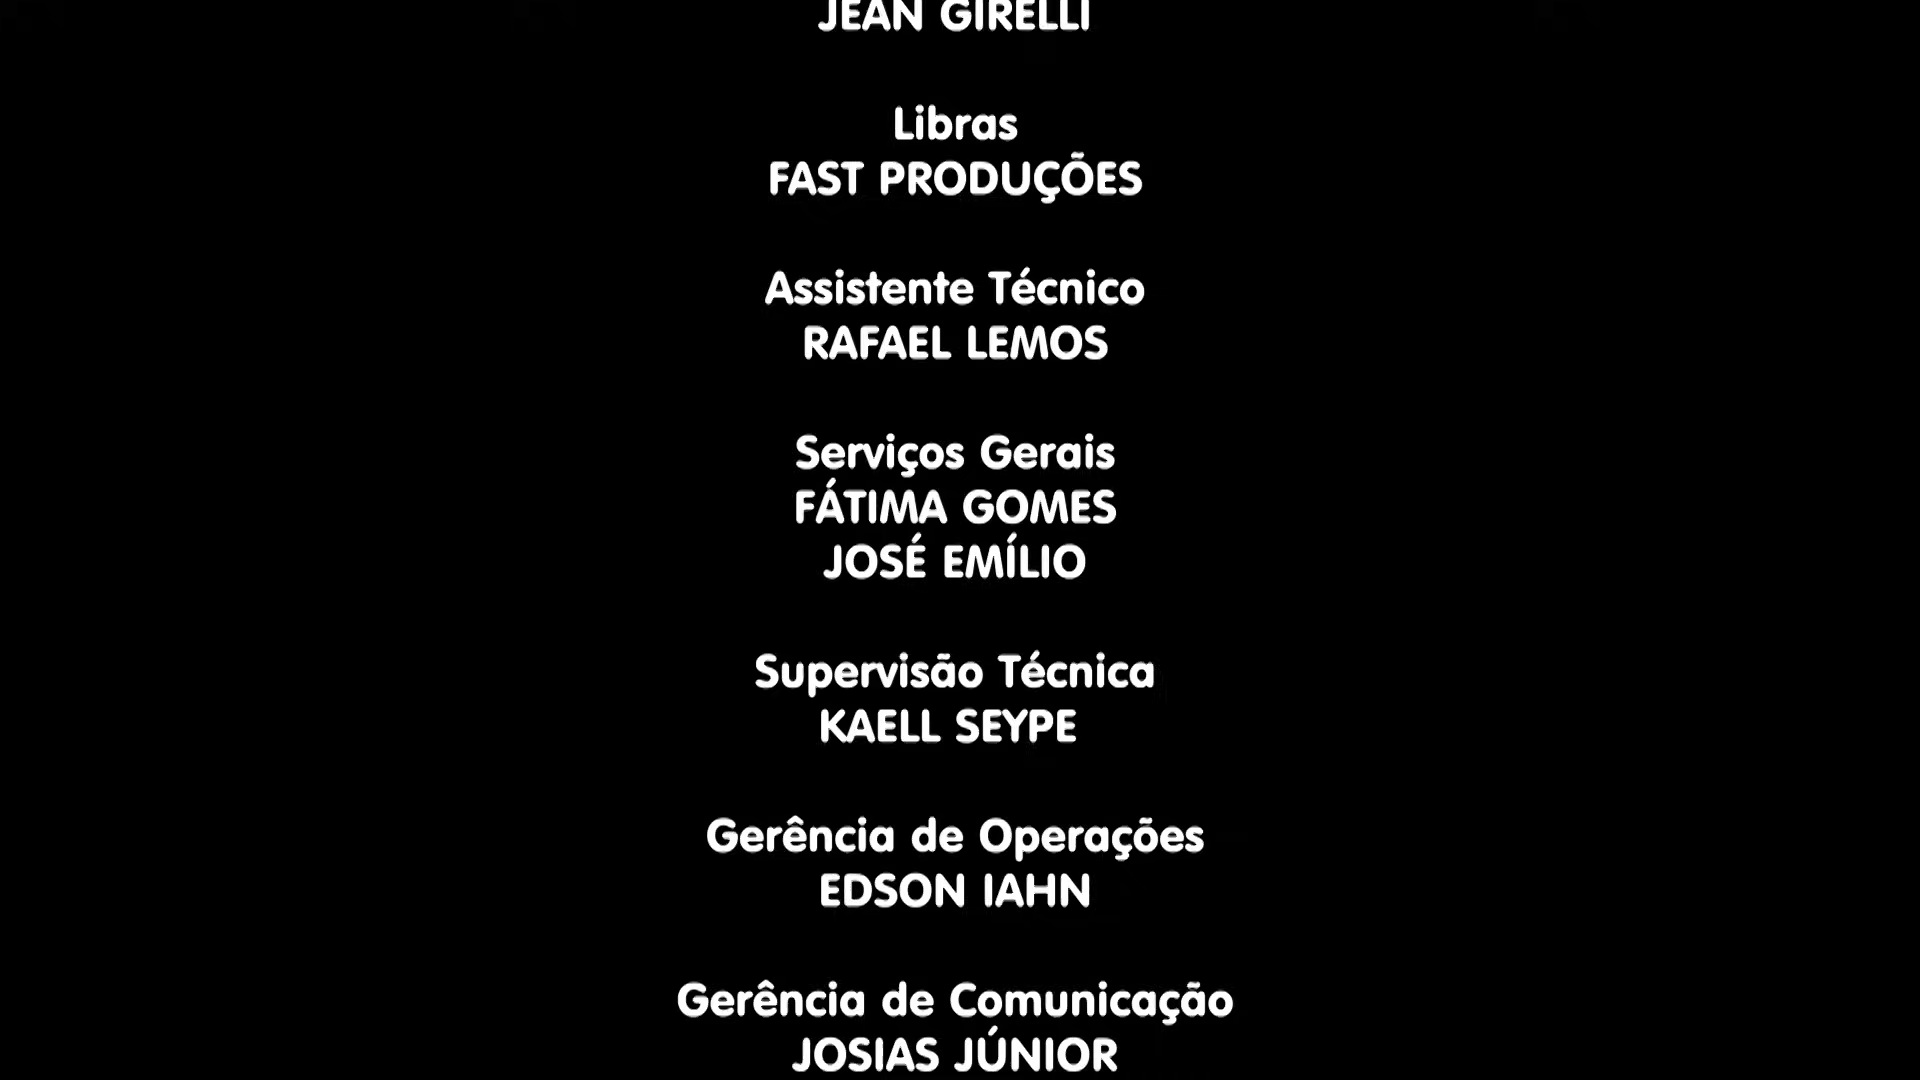 JEAN GIRELLI
Libras
FAST PRODUÇÕES
Assistente Técnico
RAFAEL LEMOS
Serviços Gerais
FÁTIMA GOMES
JOSÉ EMÍLIO
Supervisão Técnica
KAELL SEYPE
Gerência de Operações
EDSON IAHN
Gerência de Comunicação
JOSIAS JÚNIOR